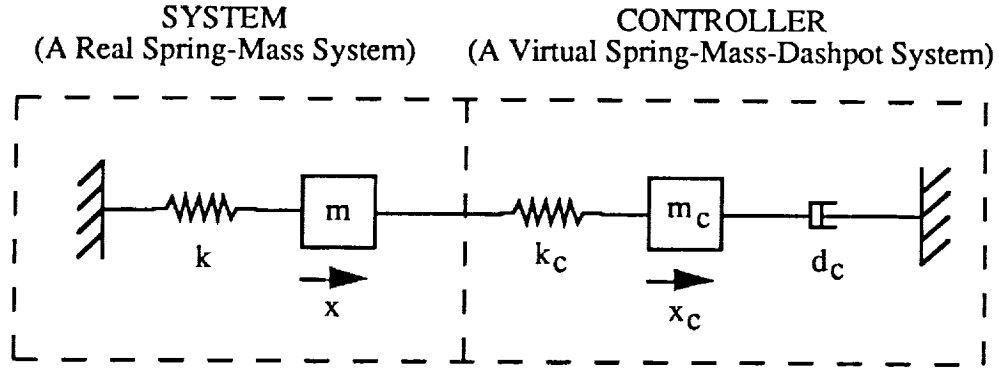 SYSTEM
(A Real Spring-Mass System)
CONTROLLER
(A Virtual Spring-Mass-Dashpot System)
m
m_c
k
k_c
d_c
x
x_c